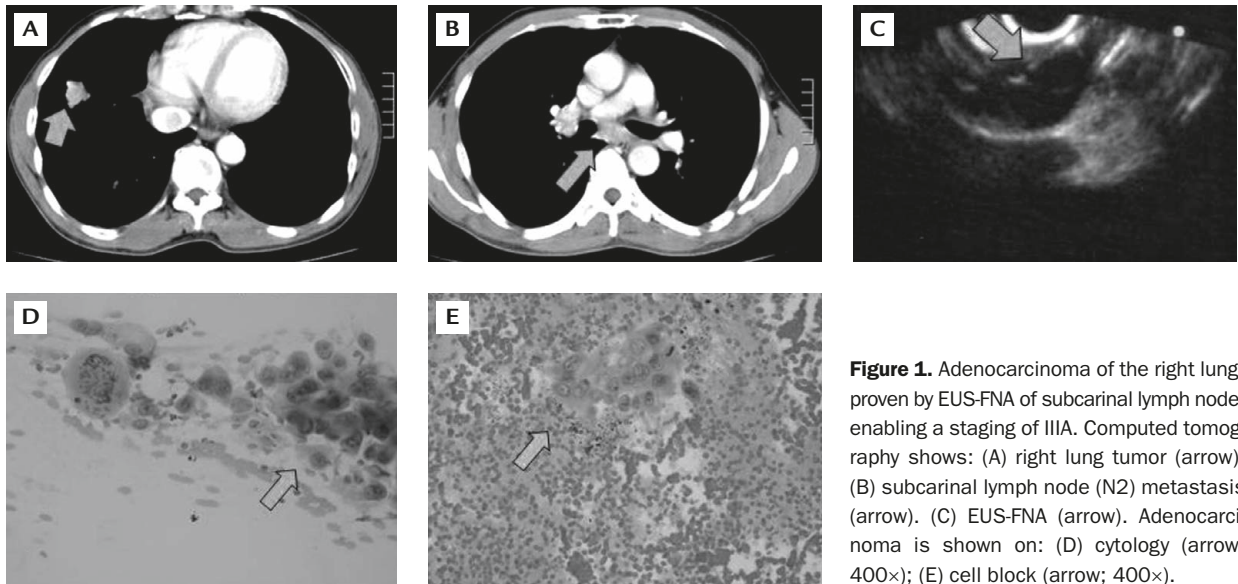 A
B
C
D
E
Figure 1. Adenocarcinoma of the right lung
proven by EUS-FNA of subcarinal lymph node
enabling a staging of IIIA. Computed tomog
raphy shows: (A) right lung tumor (arrow)
(B) subcarinal lymph node (N2) metastasis
(arrow). (C) EUS-FNA (arrow). Adenocarci
noma is shown on: (D) cytology (arrow
400×); (E) cell block (arrow; 400×).